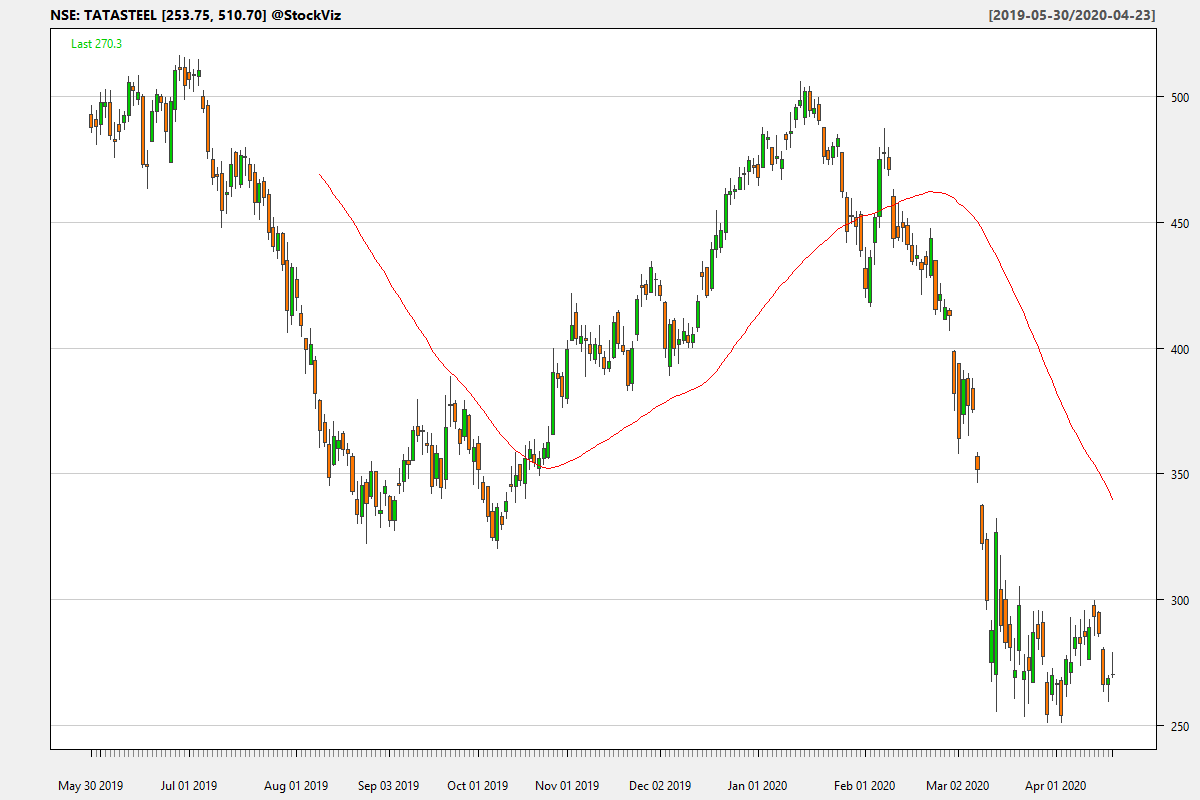 NSE: TATASTEEL [253.75, 510.70] @StockViz
[2019-05-30/2020-04-23]
Last 270.3
500
450
400
350
300
250
May 30 2019
Jul 01 2019
Aug 01 2019
Sep 03 2019
Oct 01 2019
Nov 01 2019
Dec 02 2019
Jan 01 2020
Feb 01 2020
Mar 02 2020
Apr 01 2020